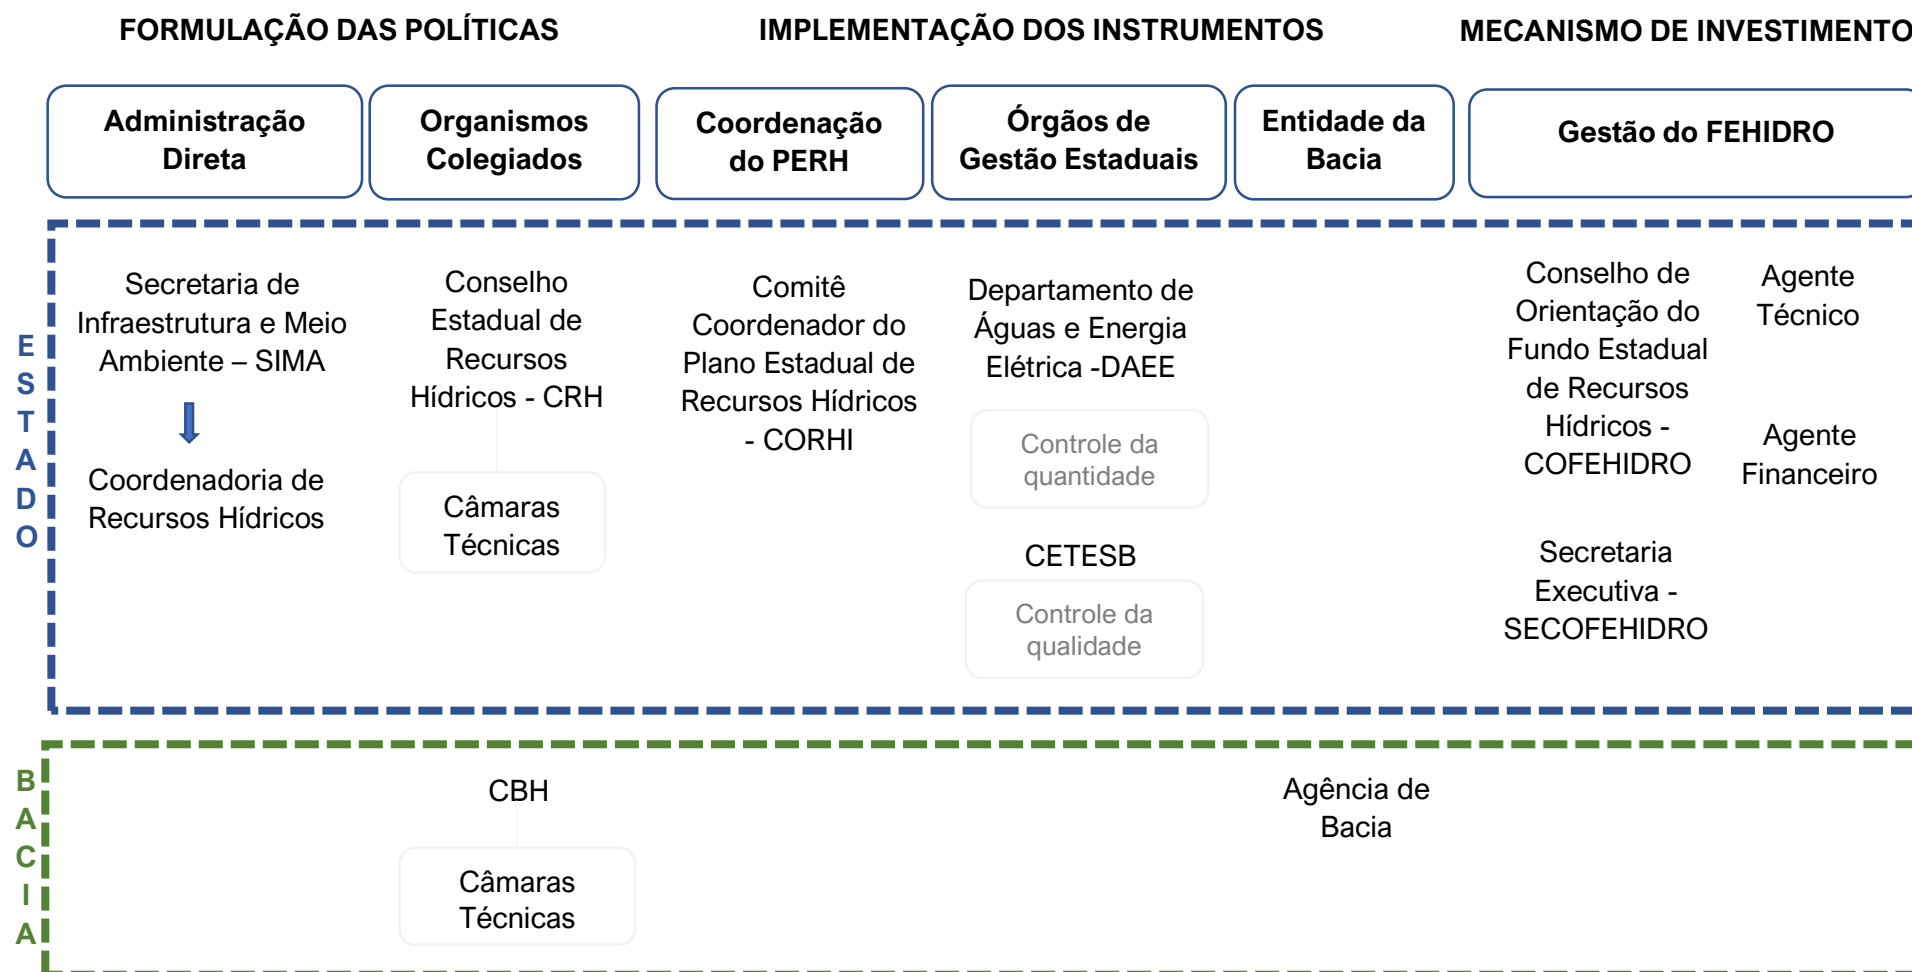 FORMULAÇÃO DAS POLÍTICAS
IMPLEMENTAÇÃO DOS INSTRUMENTOS
MECANISMO DE INVESTIMENTO
Administração
Direta
Organismos
Colegiados
Coordenação
do PERH
Órgãos de
Gestão Estaduais
Entidade da
Bacia
Gestão do FEHIDRO
ESTADO
Secretaria de
Infraestrutura e Meio
Ambiente – SIMA
Coordenadoria de
Recursos Hídricos
Conselho
Estadual de
Recursos
Hídricos - CRH
Câmaras
Técnicas
Comitê
Coordenador do
Plano Estadual de
Recursos Hídricos
- CORHI
Departamento de
Águas e Energia
Elétrica -DAEE
Controle da
quantidade
CETESB
Controle da
qualidade
Conselho de
Orientação do
Fundo Estadual
de Recursos
Hídricos -
COFEHIDRO
Secretaria
Executiva -
SECOFEHIDRO
Agente
Técnico
Agente
Financeiro
BACIA
CBH
Câmaras
Técnicas
Agência de
Bacia